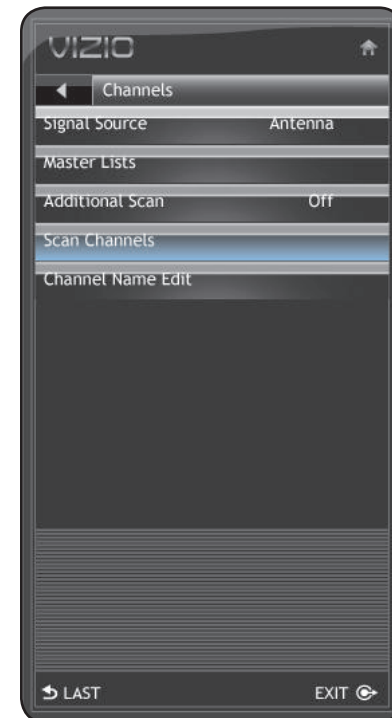 VIZIO
Channels
Signal Source Antenna
Master Lists
Additional Scan Off
Scan Channels
Channel Name Edit
LAST EXIT